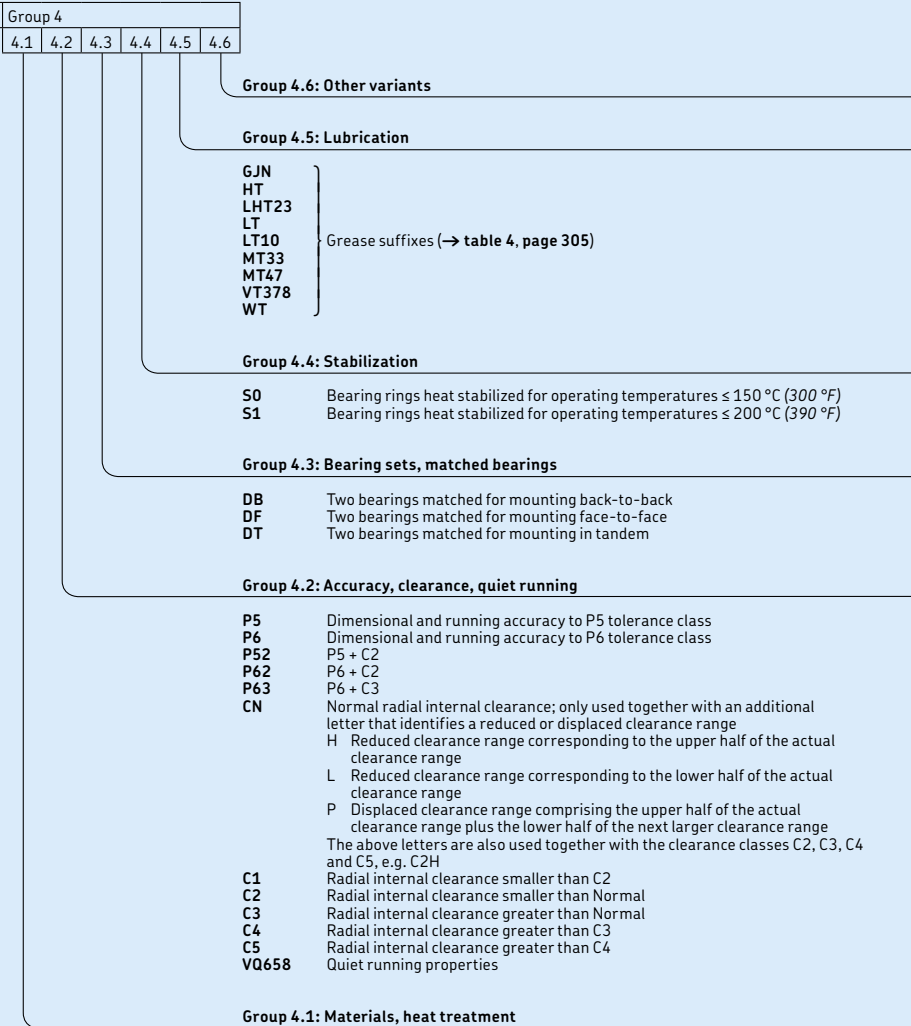 Group 4
4.1 4.2 4.3 4.4 4.5 4.6
Group 4.6: Other variants
Group 4.5: Lubrication
GJN
HT
LHT23
LT
LT10 Grease suffixes (→ table 4, page 305)
MT33
MT47
VT378
WT
Group 4.4: Stabilization
S0 Bearing rings heat stabilized for operating temperatures ≤ 150 °C (300 °F)
S1 Bearing rings heat stabilized for operating temperatures ≤ 200 °C (390 °F)
Group 4.3: Bearing sets, matched bearings
DB Two bearings matched for mounting back-to-back
DF Two bearings matched for mounting face-to-face
DT Two bearings matched for mounting in tandem
Group 4.2: Accuracy, clearance, quiet running
P5 Dimensional and running accuracy to P5 tolerance class
P6 Dimensional and running accuracy to P6 tolerance class
P52 P5 + C2
P62 P6 + C2
P63 P6 + C3
CN Normal radial internal clearance; only used together with an additional
letter that identifies a reduced or displaced clearance range
H Reduced clearance range corresponding to the upper half of the actual
clearance range
L Reduced clearance range corresponding to the lower half of the actual
clearance range
P Displaced clearance range comprising the upper half of the actual
clearance range plus the lower half of the next larger clearance range
The above letters are also used together with the clearance classes C2, C3, C4
and C5, e.g. C2H
C1 Radial internal clearance smaller than C2
C2 Radial internal clearance smaller than Normal
C3 Radial internal clearance greater than Normal
C4 Radial internal clearance greater than C3
C5 Radial internal clearance greater than C4
VQ658 Quiet running properties
Group 4.1: Materials, heat treatment